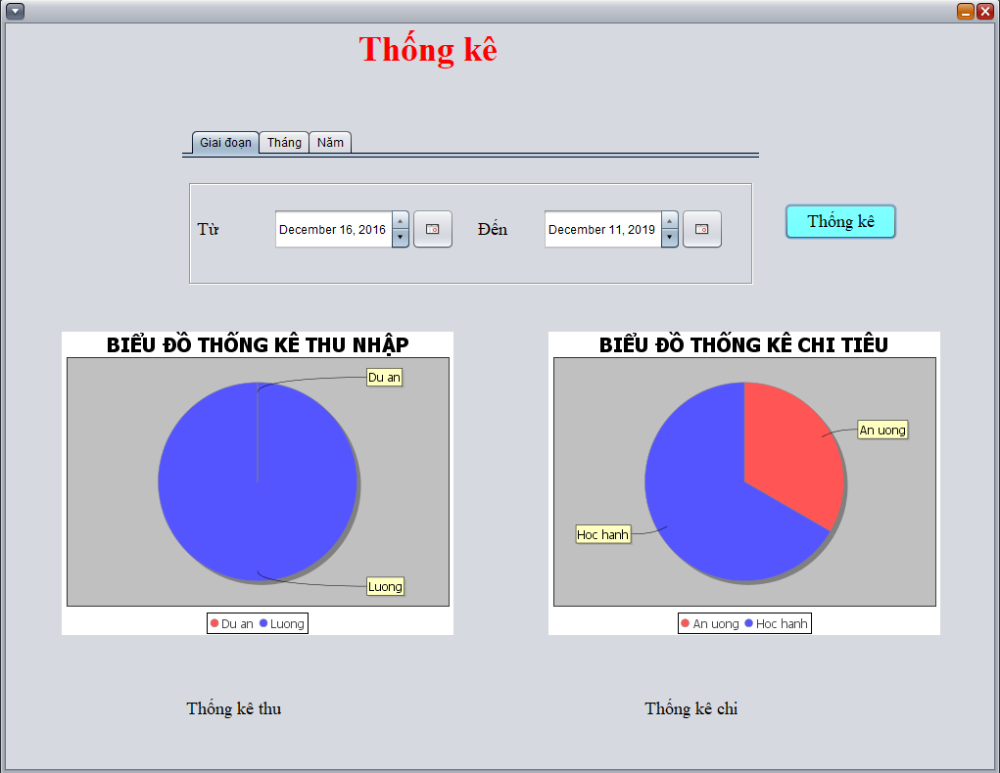 Thống kê
Giai đoạn Tháng Năm
Từ December 16, 2016 Đến December 11, 2019 Thống kê
BIỂU ĐỒ THỐNG KÊ THU NHẬP
Du an
Luong
Du an Luong
BIỂU ĐỒ THỐNG KÊ CHI TIÊU
An uong
Hoc hanh
An uong Hoc hanh
Thống kê thu
Thống kê chi